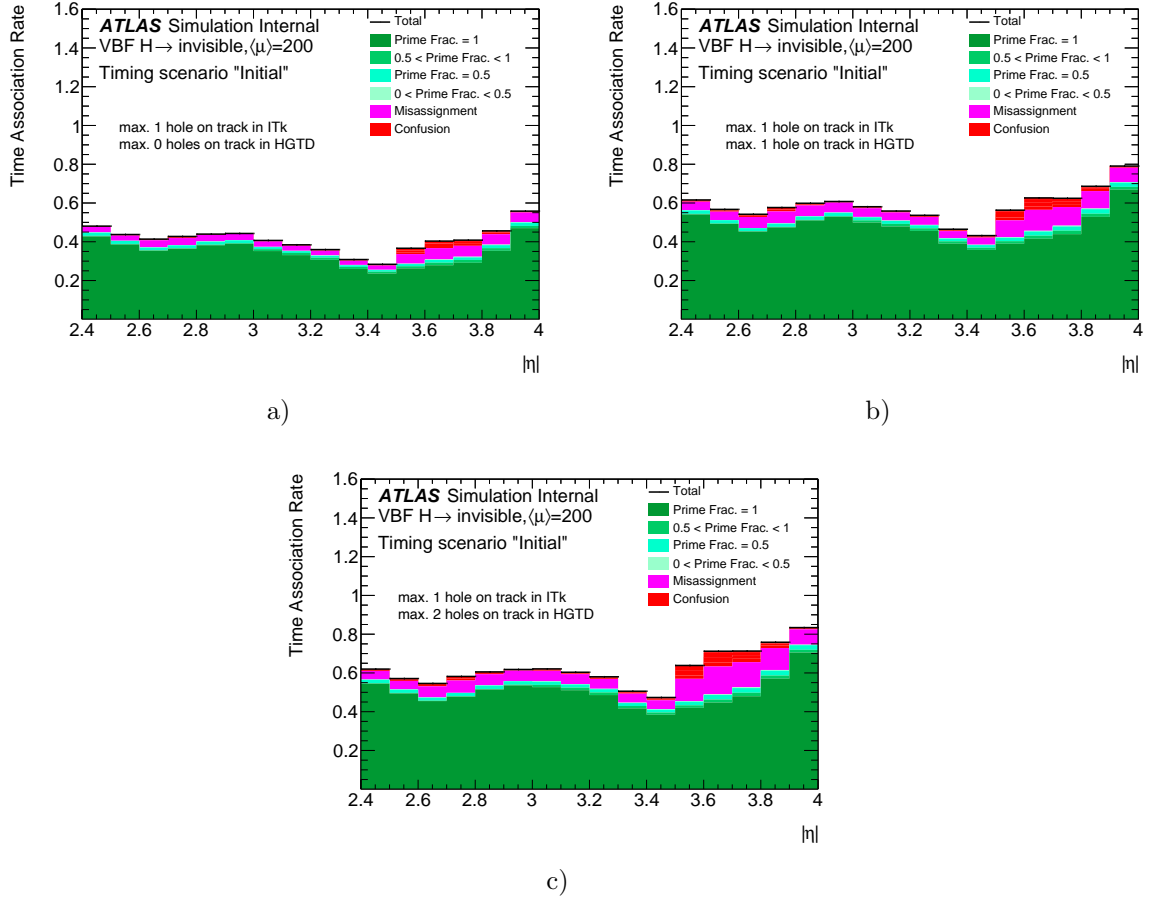 ATLAS Simulation Internal
VBF H→ invisible,⟨μ⟩=200
Timing scenario "Initial"
max. 1 hole on track in ITk
max. 0 holes on track in HGTD
Total
Prime Frac. = 1
0.5 < Prime Frac. < 1
Prime Frac. = 0.5
0 < Prime Frac. < 0.5
Misassignment
Confusion
Time Association Rate
1.6
1.4
1.2
1
0.8
0.6
0.4
0.2
2.4 2.6 2.8 3 3.2 3.4 3.6 3.8 4
|η|
a)
ATLAS Simulation Internal
VBF H→ invisible,⟨μ⟩=200
Timing scenario "Initial"
max. 1 hole on track in ITk
max. 1 hole on track in HGTD
Total
Prime Frac. = 1
0.5 < Prime Frac. < 1
Prime Frac. = 0.5
0 < Prime Frac. < 0.5
Misassignment
Confusion
Time Association Rate
1.6
1.4
1.2
1
0.8
0.6
0.4
0.2
2.4 2.6 2.8 3 3.2 3.4 3.6 3.8 4
|η|
b)
ATLAS Simulation Internal
VBF H→ invisible,⟨μ⟩=200
Timing scenario "Initial"
max. 1 hole on track in ITk
max. 2 holes on track in HGTD
Total
Prime Frac. = 1
0.5 < Prime Frac. < 1
Prime Frac. = 0.5
0 < Prime Frac. < 0.5
Misassignment
Confusion
Time Association Rate
1.6
1.4
1.2
1
0.8
0.6
0.4
0.2
2.4 2.6 2.8 3 3.2 3.4 3.6 3.8 4
|η|
c)